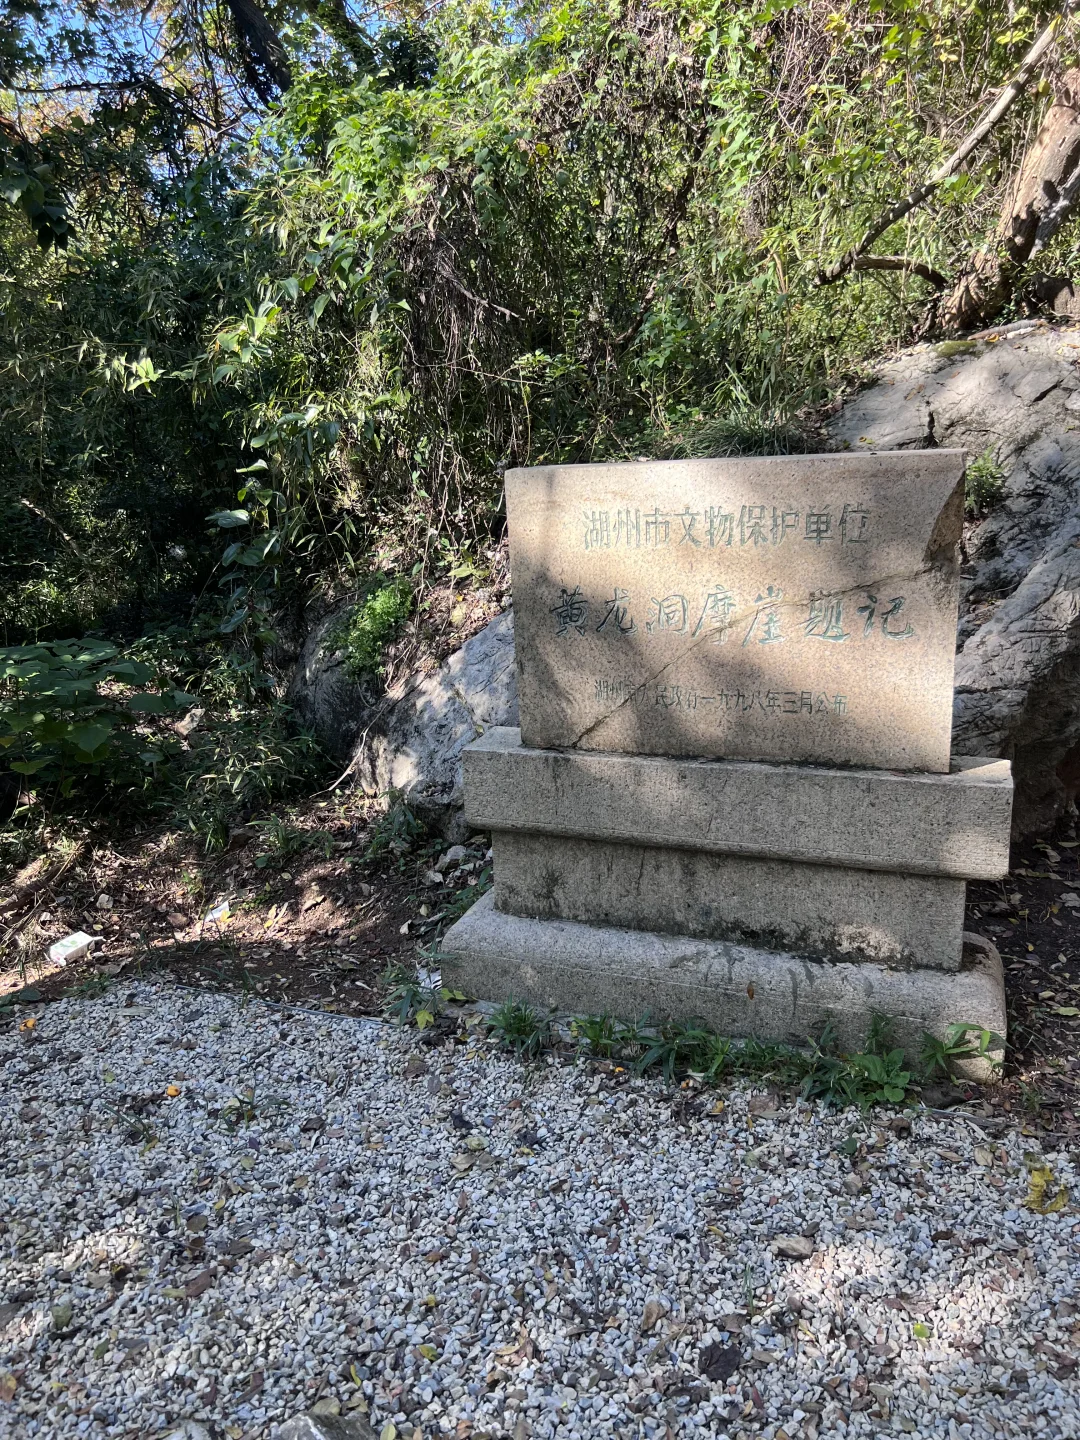 湖州市文物保护单位
黄龙洞摩崖题记
湖州市人民政府一九九八年三月公布